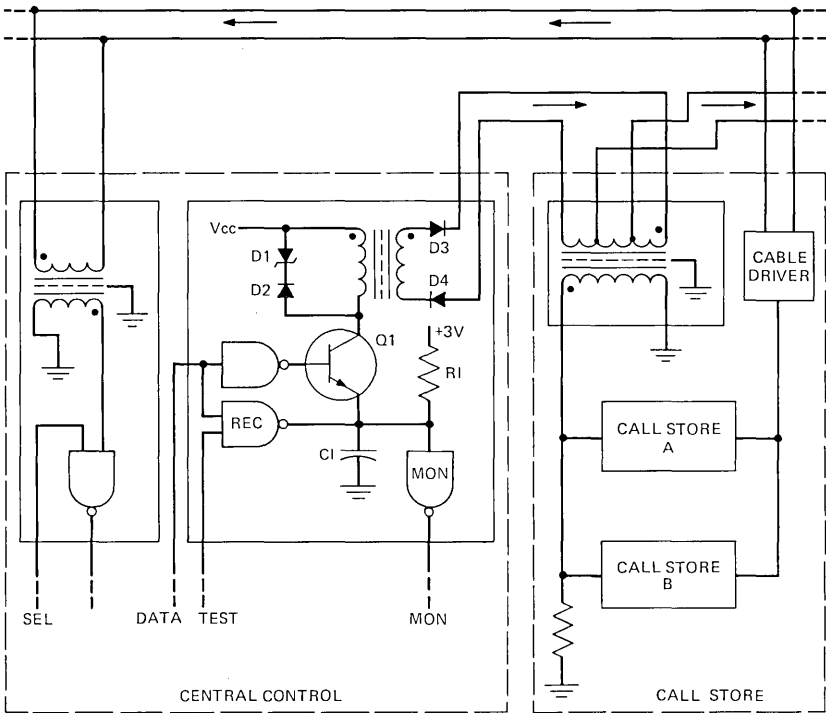 Vcc
D1
D2
D3
D4
+3V
Q1
R1
REC
C1
MON
SEL
DATA
TEST
MON
CENTRAL CONTROL
CABLE
DRIVER
CALL STORE
A
CALL STORE
B
CALL STORE